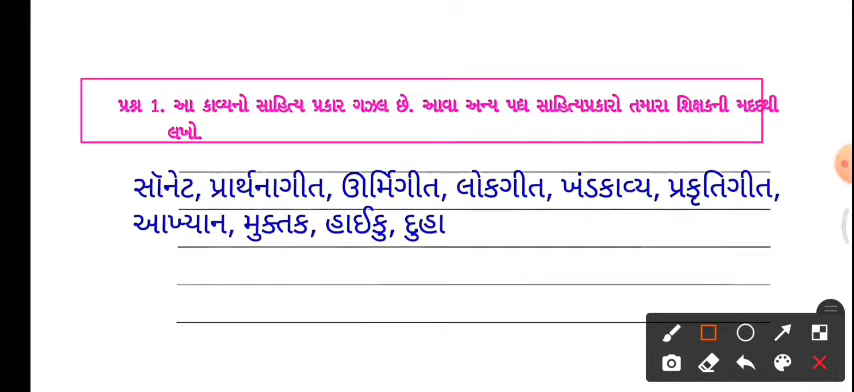 પ્રશ્ન 1. આ કાવ્યનો સાહિત્ય પ્રકાર ગઝલ છે. આવા અન્ય પદ્ય સાહિત્યપ્રકારો તમારા શિક્ષકની મદદથી
લખો.
સૉનેટ, પ્રાર્થનાગીત, ઊર્મિગીત, લોકગીત, ખંડકાવ્ય, પ્રકૃતિગીત,
આખ્યાન, મુક્તક, હાઈકુ, દુહા